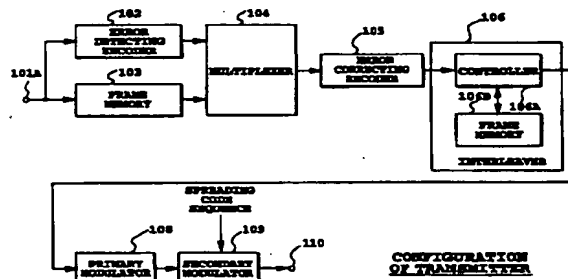 102
ERROR
DETECTING
ENCODER
104
MULTIPLEXER
101A
103
FRAME
MEMORY
105
ERROR
CORRECTING
ENCODER
106
CONTROLLER
106B
106A
FRAME
MEMORY
INTERLEAVER
SPREADING
CODE
SEQUENCE
108
PRIMARY
MODULATOR
109
SECONDARY
MODULATOR
110
CONFIGURATION
OF TRANSMITTER